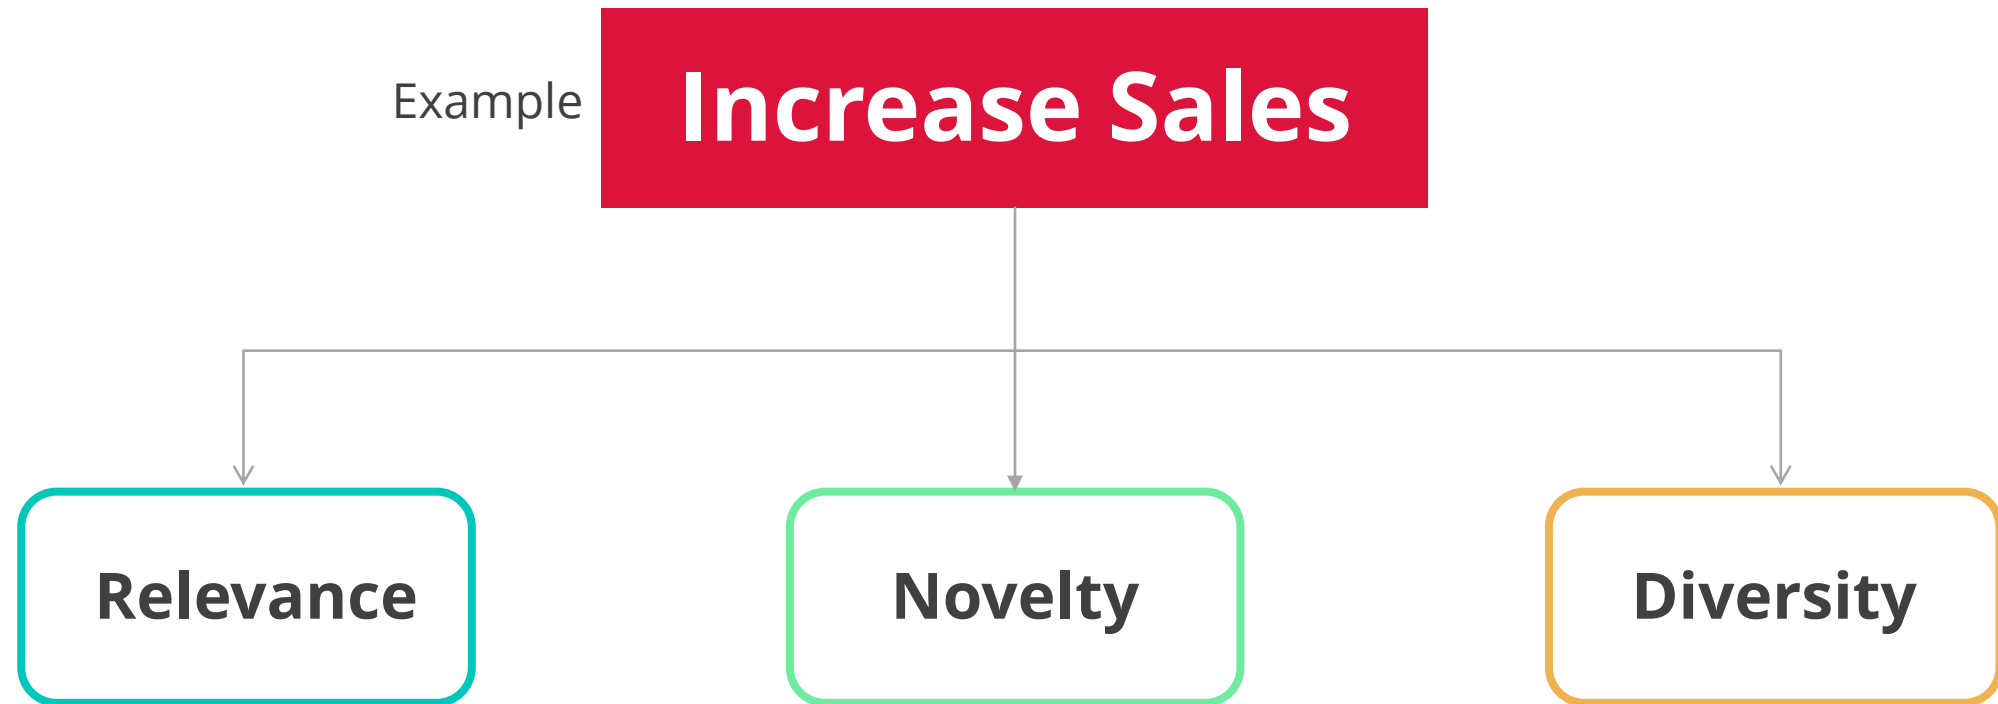 Example
Increase Sales
Relevance
Novelty
Diversity